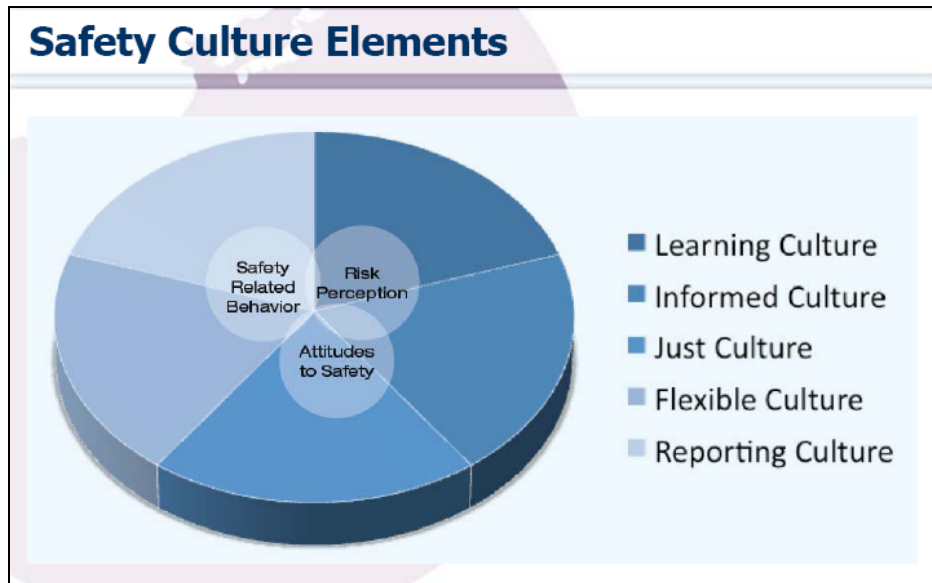 Safety Culture Elements
Safety
Related
Behavior
Risk
Perception
Attitudes
to Safety
Learning Culture
Informed Culture
Just Culture
Flexible Culture
Reporting Culture